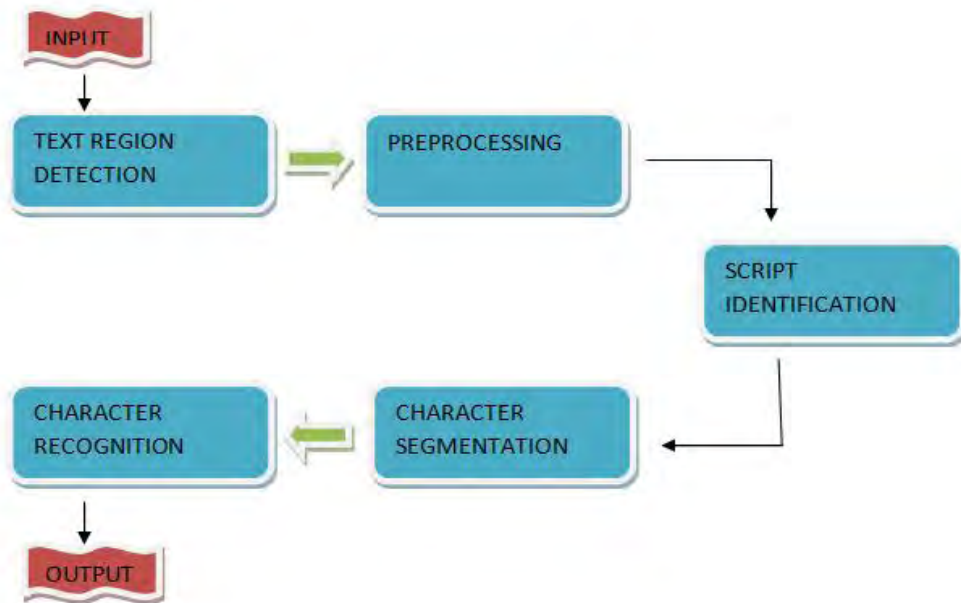 INPUT
TEXT REGION
DETECTION
PREPROCESSING
SCRIPT
IDENTIFICATION
CHARACTER
SEGMENTATION
CHARACTER
RECOGNITION
OUTPUT